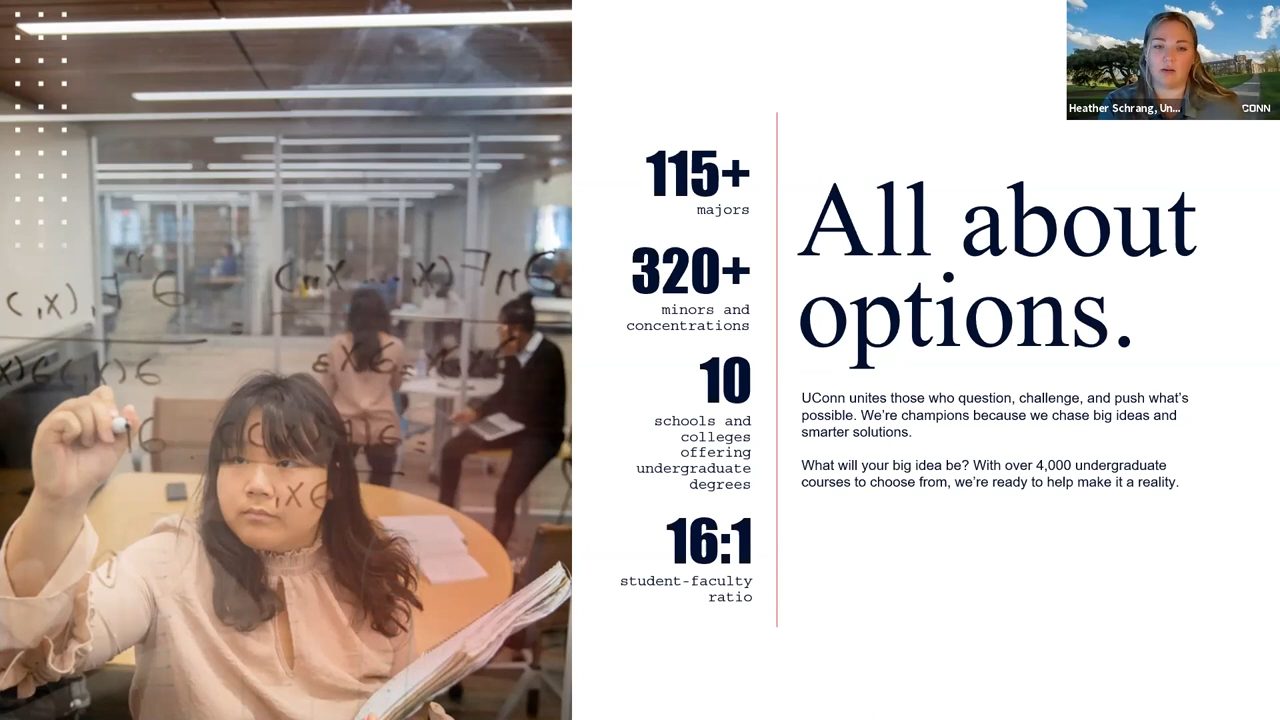 Heather Schrang, Un...
CONN
115+
majors
320+
minors and
concentrations
10
schools and
colleges
offering
undergraduate
degrees
16:1
student-faculty
ratio
All about
options.
UConn unites those who question, challenge, and push what's
possible. We're champions because we chase big ideas and
smarter solutions.
What will your big idea be? With over 4,000 undergraduate
courses to choose from, we're ready to help make it a reality.